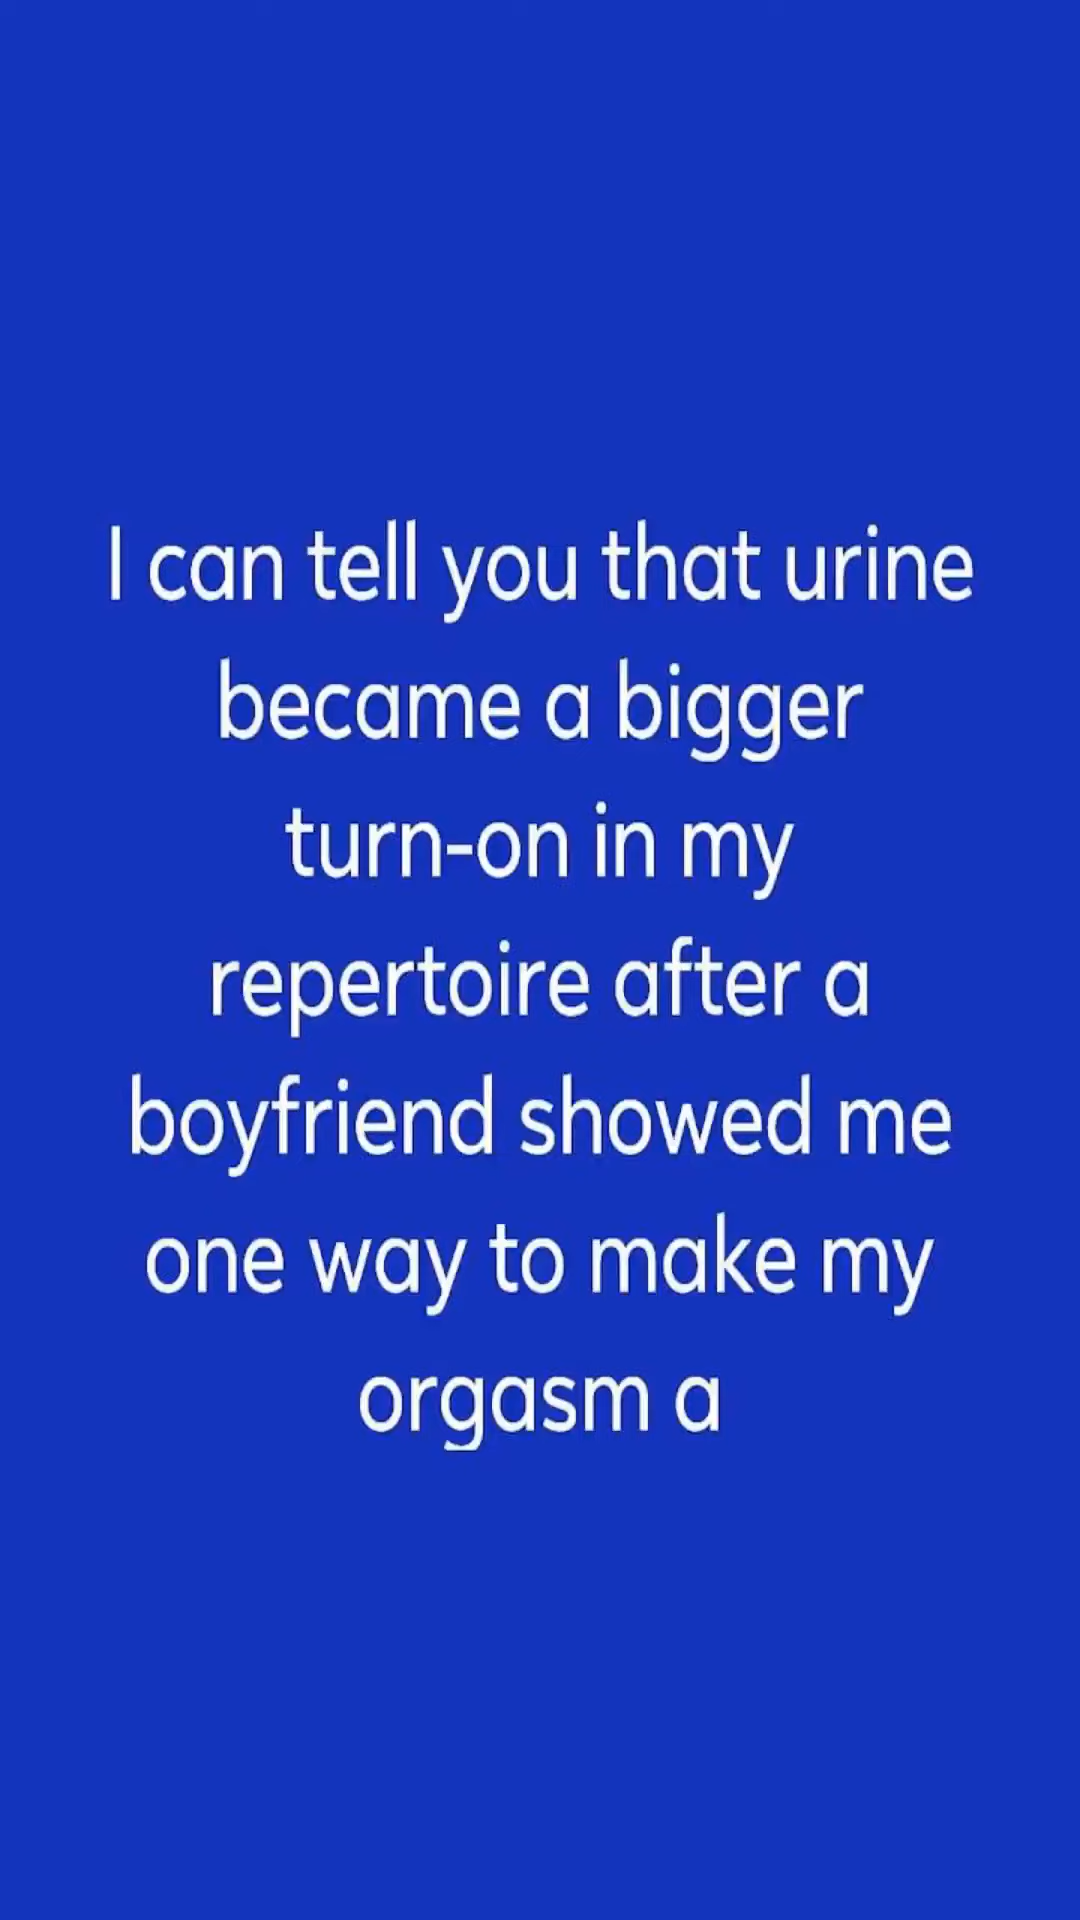 I can tell you that urine
became a bigger
turn-on in my
repertoire after a
boyfriend showed me
one way to make my
orgasm a